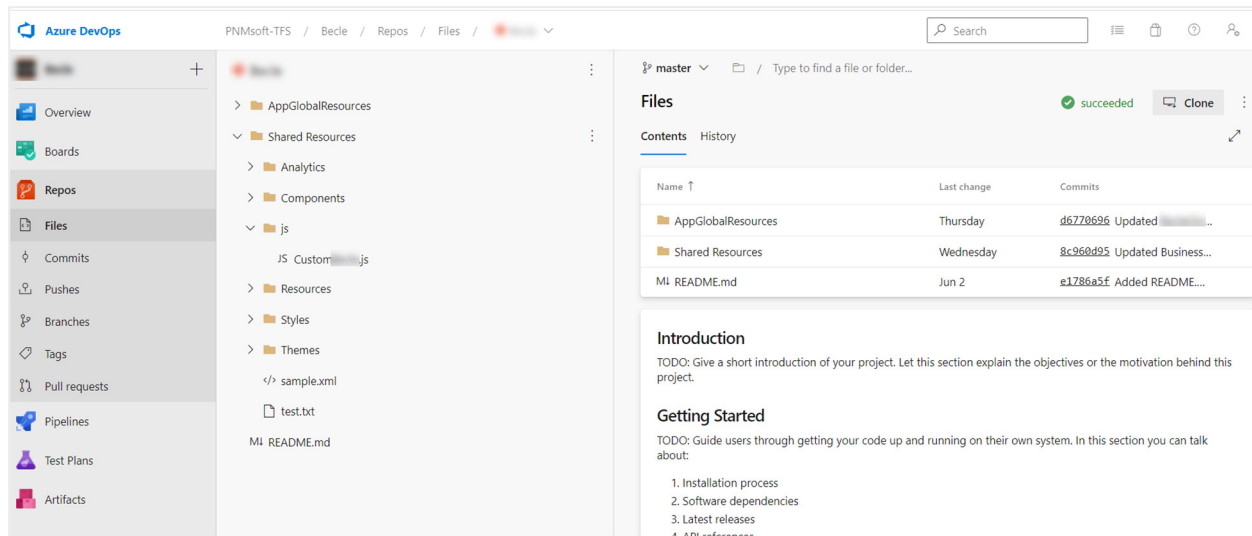 Azure DevOps
PNMsoft-TFS / Becle / Repos / Files /
Search
Overview
Boards
Repos
Files
Commits
Pushes
Branches
Tags
Pull requests
Pipelines
Test Plans
Artifacts
AppGlobalResources
Shared Resources
Analytics
Components
js
JS Custom .js
Resources
Styles
Themes
</> sample.xml
test.txt
M↓ README.md
master / Type to find a file or folder...
Files
succeeded
Clone
Contents History
Name ↑ Last change Commits
AppGlobalResources Thursday d6770696 Updated ...
Shared Resources Wednesday 8c960d95 Updated Business...
M↓ README.md Jun 2 e1786a5f Added README....
Introduction
TODO: Give a short introduction of your project. Let this section explain the objectives or the motivation behind this
project.
Getting Started
TODO: Guide users through getting your code up and running on their own system. In this section you can talk
about:
1. Installation process
2. Software dependencies
3. Latest releases
4. API references